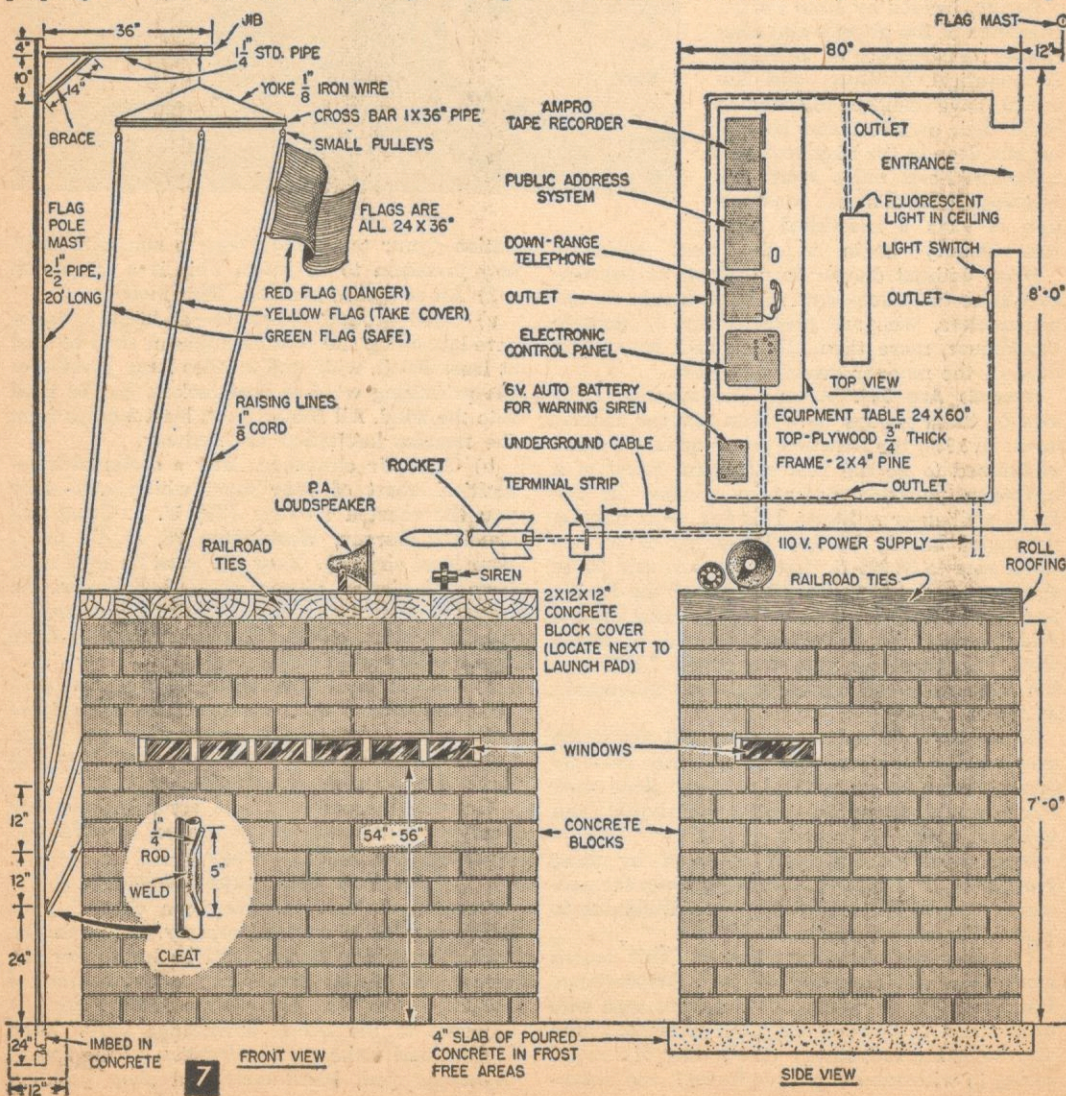 36"
JIB
4"
10"
1 1/4" STD. PIPE
14"
YOKE 1/8" IRON WIRE
CROSS BAR 1X36" PIPE
SMALL PULLEYS
BRACE
FLAG
POLE
MAST
2 1/2" PIPE,
20' LONG
FLAGS ARE
ALL 24 X 36"
RED FLAG (DANGER)
YELLOW FLAG (TAKE COVER)
GREEN FLAG (SAFE)
RAISING LINES
1/8" CORD
P.A.
LOUDSPEAKER
RAILROAD
TIES
ROCKET
SIREN
FLAG MAST
80"
12"
AMPRO
TAPE RECORDER
PUBLIC ADDRESS
SYSTEM
DOWN-RANGE
TELEPHONE
OUTLET
ELECTRONIC
CONTROL PANEL
6V. AUTO BATTERY
FOR WARNING SIREN
UNDERGROUND CABLE
TERMINAL STRIP
OUTLET
ENTRANCE
FLUORESCENT
LIGHT IN CEILING
LIGHT SWITCH
OUTLET
8'-0"
TOP VIEW
EQUIPMENT TABLE 24 X 60"
TOP-PLYWOOD 3/4" THICK
FRAME-2X4" PINE
OUTLET
110 V. POWER SUPPLY
ROLL
ROOFING
RAILROAD TIES
2X12X12"
CONCRETE
BLOCK COVER
(LOCATE NEXT TO
LAUNCH PAD)
WINDOWS
54"-56"
CONCRETE
BLOCKS
7'-0"
12"
12"
24"
1/4"
ROD
WELD
5"
CLEAT
24"
12"
IMBED IN
CONCRETE
FRONT VIEW
7
4" SLAB OF POURED
CONCRETE IN FROST
FREE AREAS
SIDE VIEW